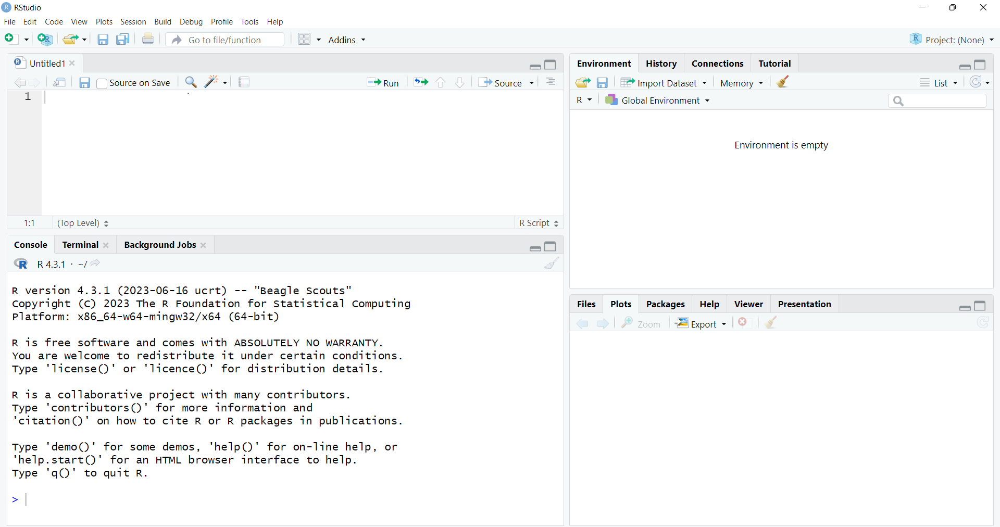 RStudio
File Edit Code View Plots Session Build Debug Profile Tools Help
Go to file/function Addins Project: (None)
Untitled1
Source on Save Run Source
1
1:1 (Top Level) R Script
Console Terminal Background Jobs
R 4.3.1 · ~/
R version 4.3.1 (2023-06-16 ucrt) -- "Beagle Scouts"
Copyright (C) 2023 The R Foundation for Statistical Computing
Platform: x86_64-w64-mingw32/x64 (64-bit)
R is free software and comes with ABSOLUTELY NO WARRANTY.
You are welcome to redistribute it under certain conditions.
Type 'license()' or 'licence()' for distribution details.
R is a collaborative project with many contributors.
Type 'contributors()' for more information and
'citation()' on how to cite R or R packages in publications.
Type 'demo()' for some demos, 'help()' for on-line help, or
'help.start()' for an HTML browser interface to help.
Type 'q()' to quit R.
>
Environment History Connections Tutorial
Import Dataset Memory List
R Global Environment
Environment is empty
Files Plots Packages Help Viewer Presentation
Zoom Export